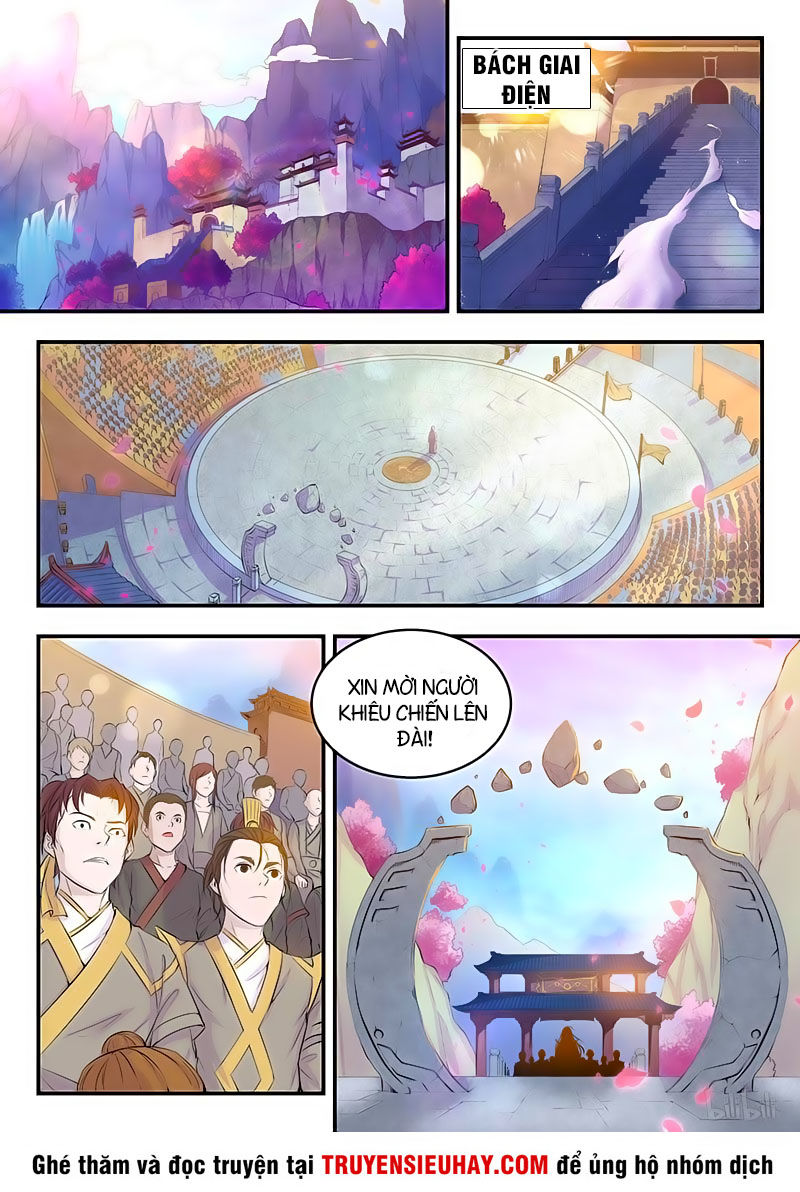 BÁCH GIAI
ĐIỆN
XIN MỜI NGƯỜI
KHIÊU CHIẾN LÊN
ĐÀI!
bilibili
Ghé thăm và đọc truyện tại TRUYENSIEUHAY.COM để ủng hộ nhóm dịch